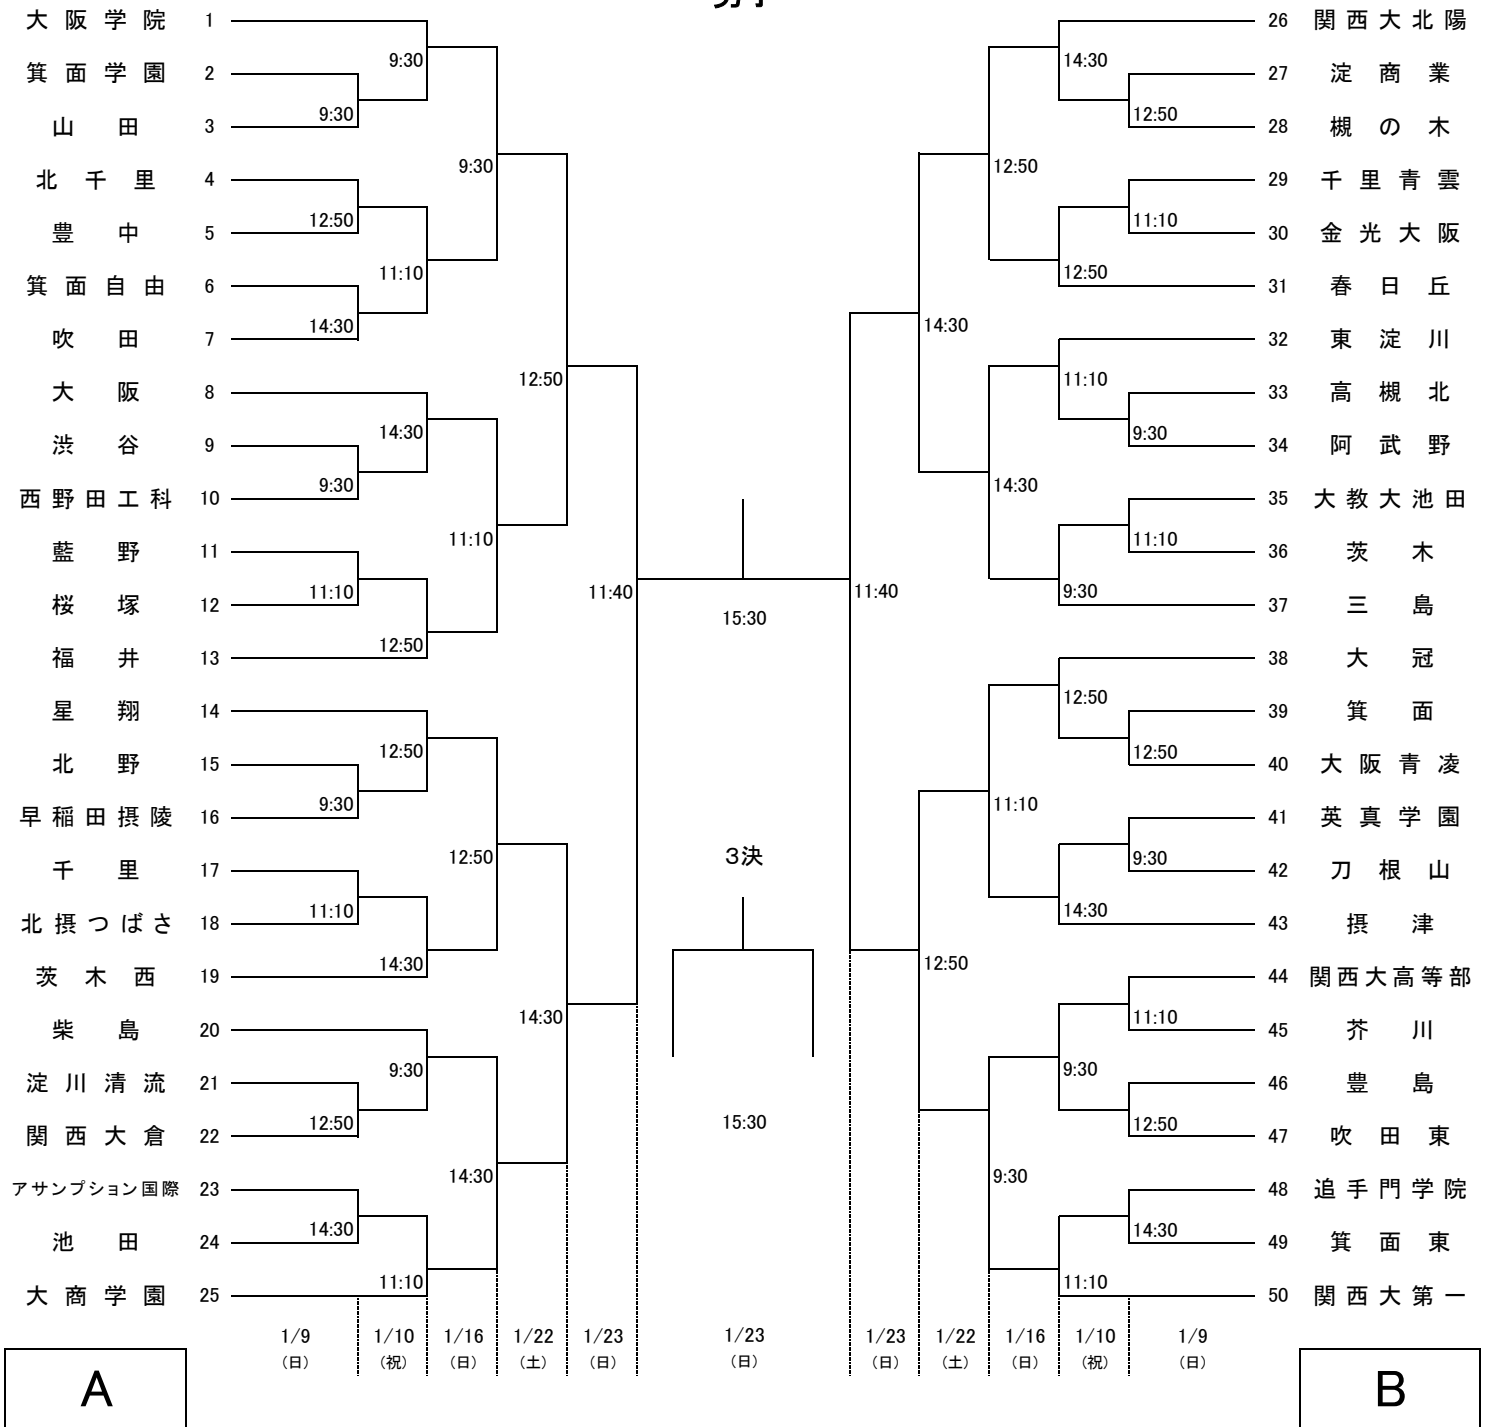 大阪学院 1
9:30
箕面学園 2
9:30
山田 3
9:30
北千里 4
12:50
豊中 5
11:10
箕面自由 6
14:30
吹田 7
12:50
大阪 8
14:30
渋谷 9
9:30
西野田工科 10
11:10
藍野 11
11:10
桜塚 12
12:50
福井 13
11:40
星翔 14
12:50
北野 15
9:30
早稲田摂陵 16
12:50
千里 17
11:10
北摂つばさ 18
14:30
茨木西 19
14:30
柴島 20
9:30
淀川清流 21
12:50
関西大倉 22
14:30
アサンプション国際 23
14:30
池田 24
11:10
大商学園 25
15:30
3決
15:30
26 関西大北陽
14:30
27 淀商業
12:50
28 槻の木
12:50
29 千里青雲
11:10
30 金光大阪
12:50
31 春日丘
14:30
32 東淀川
11:10
33 高槻北
9:30
34 阿武野
14:30
35 大教大池田
11:10
36 茨木
9:30
37 三島
11:40
38 大冠
12:50
39 箕面
12:50
40 大阪青凌
11:10
41 英真学園
9:30
42 刀根山
14:30
43 摂津
12:50
44 関西大高等部
11:10
45 芥川
9:30
46 豊島
12:50
47 吹田東
9:30
48 追手門学院
14:30
49 箕面東
11:10
50 関西大第一
1/9 1/10 1/16 1/22 1/23 1/23 1/23 1/22 1/16 1/10 1/9
(日) (祝) (日) (土) (日) (日) (日) (土) (日) (祝) (日)
A B